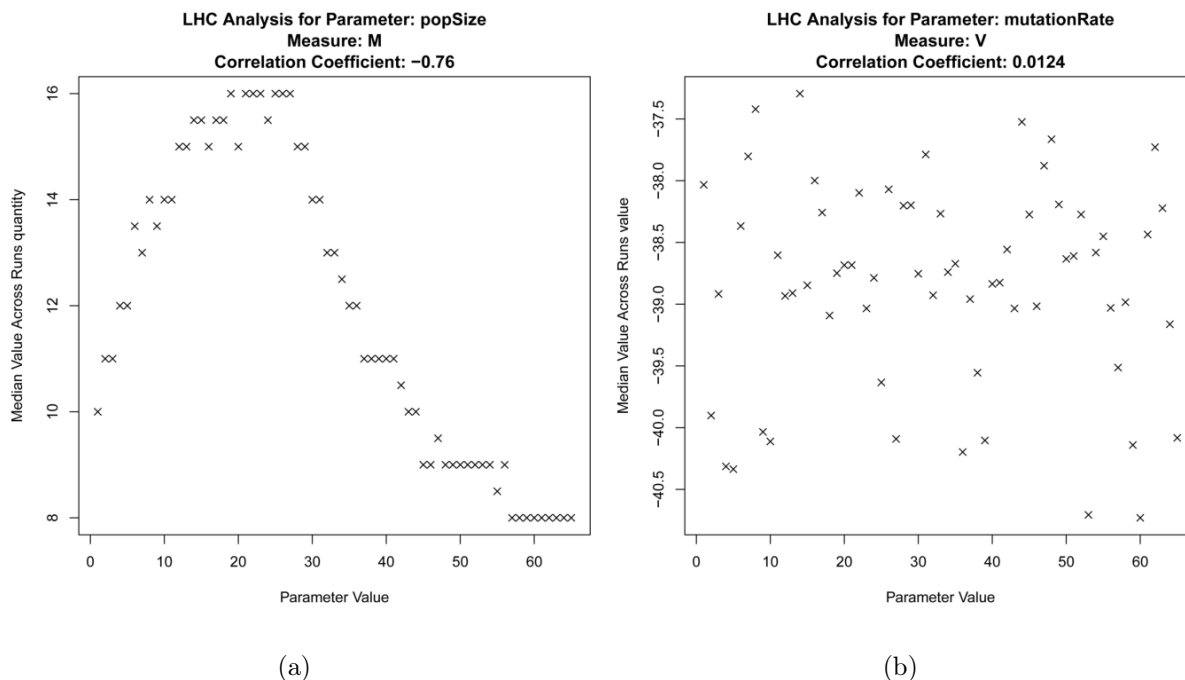 LHC Analysis for Parameter: popSize
Measure: M
Correlation Coefficient: −0.76
Median Value Across Runs quantity
16
14
12
10
8
0 10 20 30 40 50 60
Parameter Value
(a)
LHC Analysis for Parameter: mutationRate
Measure: V
Correlation Coefficient: 0.0124
Median Value Across Runs value
−37.5
−38.0
−38.5
−39.0
−39.5
−40.0
−40.5
0 10 20 30 40 50 60
Parameter Value
(b)